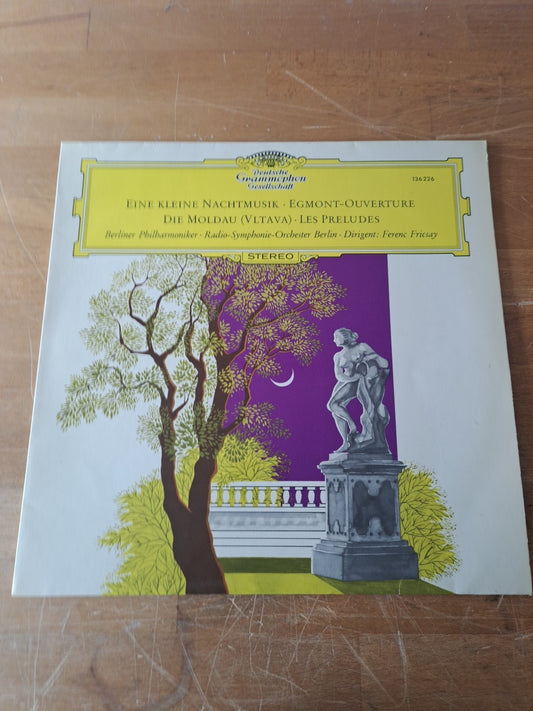 Deutsche
Grammophon
Gesellschaft
136226
EINE KLEINE NACHTMUSIK · EGMONT-OUVERTURE
DIE MOLDAU (VLTAVA) · LES PRELUDES
Berliner Philharmoniker · Radio-Symphonie-Orchester Berlin · Dirigent: Ferenc Fricsay
STEREO